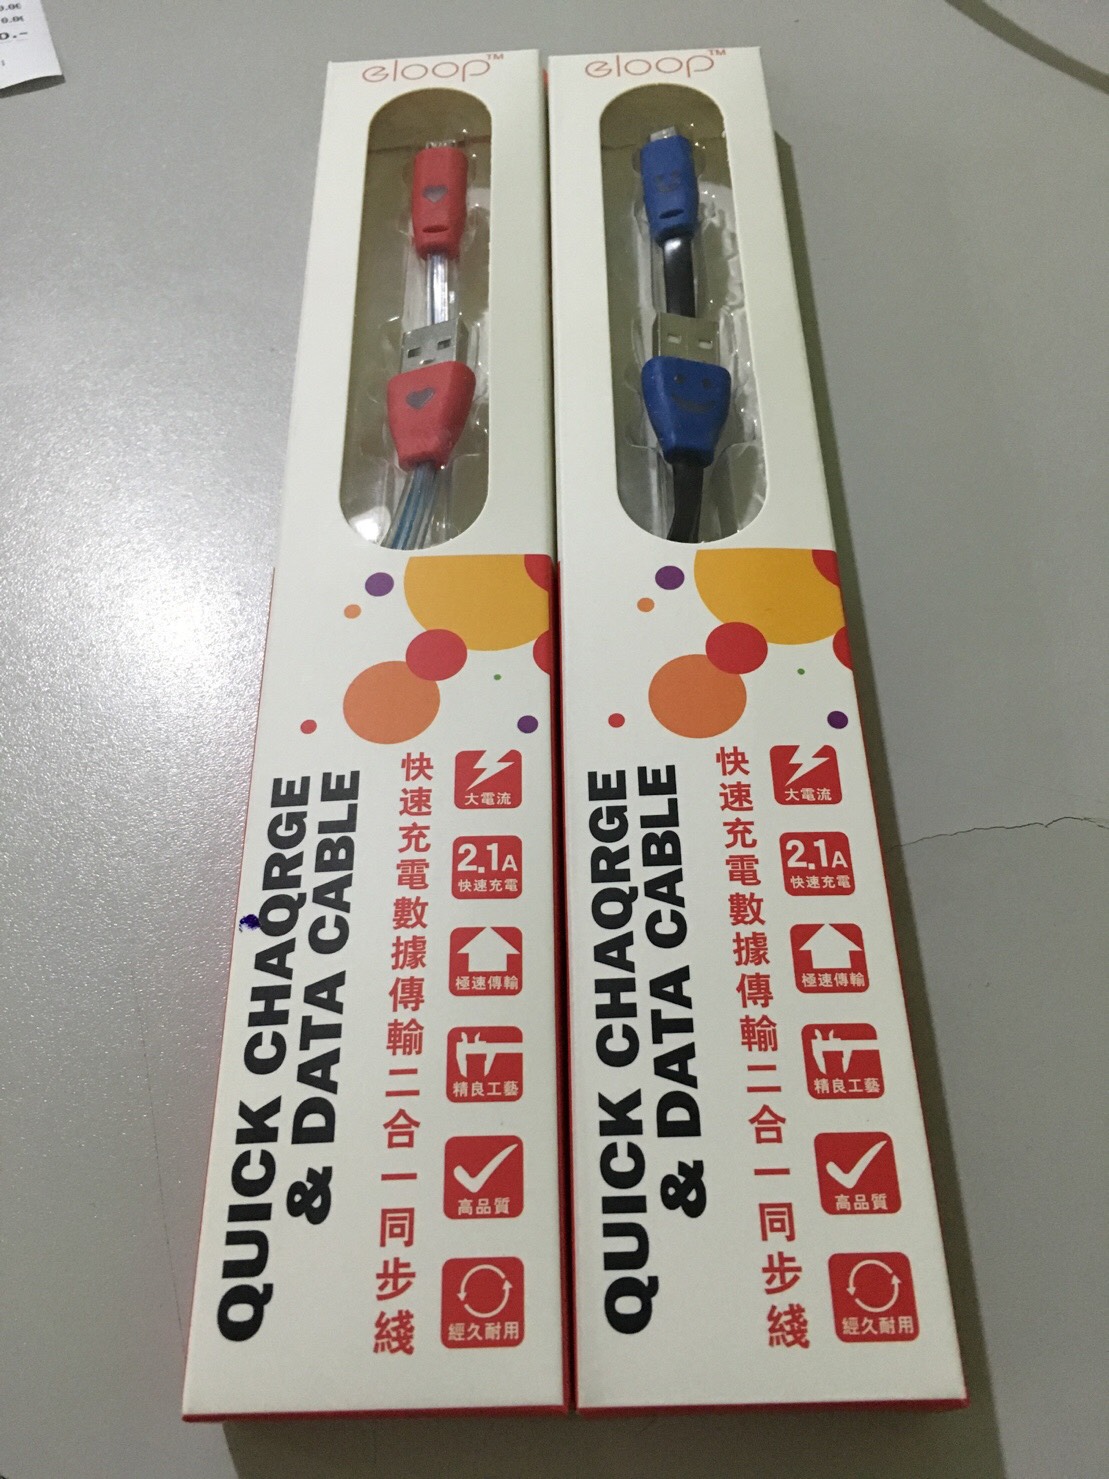 eloop™
QUICK CHAQRGE
& DATA CABLE
快速充電數據傳輸二合一同步綫
大電流
2.1A
快速充電
極速傳輸
精良工藝
高品質
經久耐用
eloop™
QUICK CHAQRGE
& DATA CABLE
快速充電數據傳輸二合一同步綫
大電流
2.1A
快速充電
極速傳輸
精良工藝
高品質
經久耐用